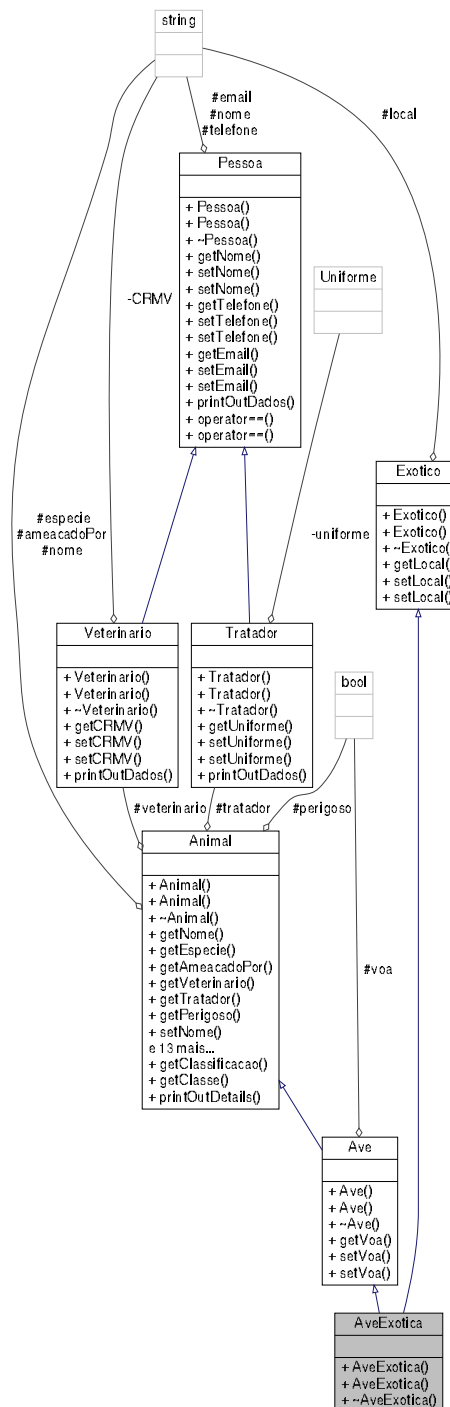 string
#email
#nome
#telefone
#local
Pessoa
+ Pessoa()
+ Pessoa()
+ ~Pessoa()
+ getNome()
+ setNome()
+ setNome()
+ getTelefone()
+ setTelefone()
+ setTelefone()
+ getEmail()
+ setEmail()
+ setEmail()
+ printOutDados()
+ operator==()
+ operator==()
-CRMV
Uniforme
Exotico
+ Exotico()
+ Exotico()
+ ~Exotico()
+ getLocal()
+ setLocal()
+ setLocal()
#especie
#ameacadoPor
#nome
-uniforme
Veterinario
+ Veterinario()
+ Veterinario()
+ ~Veterinario()
+ getCRMV()
+ setCRMV()
+ setCRMV()
+ printOutDados()
Tratador
+ Tratador()
+ Tratador()
+ ~Tratador()
+ getUniforme()
+ setUniforme()
+ setUniforme()
+ printOutDados()
bool
#veterinario
#tratador
#perigoso
Animal
+ Animal()
+ Animal()
+ ~Animal()
+ getNome()
+ getEspecie()
+ getAmeacadoPor()
+ getVeterinario()
+ getTratador()
+ getPerigoso()
+ setNome()
e 13 mais...
+ getClassificacao()
+ getClasse()
+ printOutDetails()
#voa
Ave
+ Ave()
+ Ave()
+ ~Ave()
+ getVoa()
+ setVoa()
+ setVoa()
AveExotica
+ AveExotica()
+ AveExotica()
+ ~AveExotica()